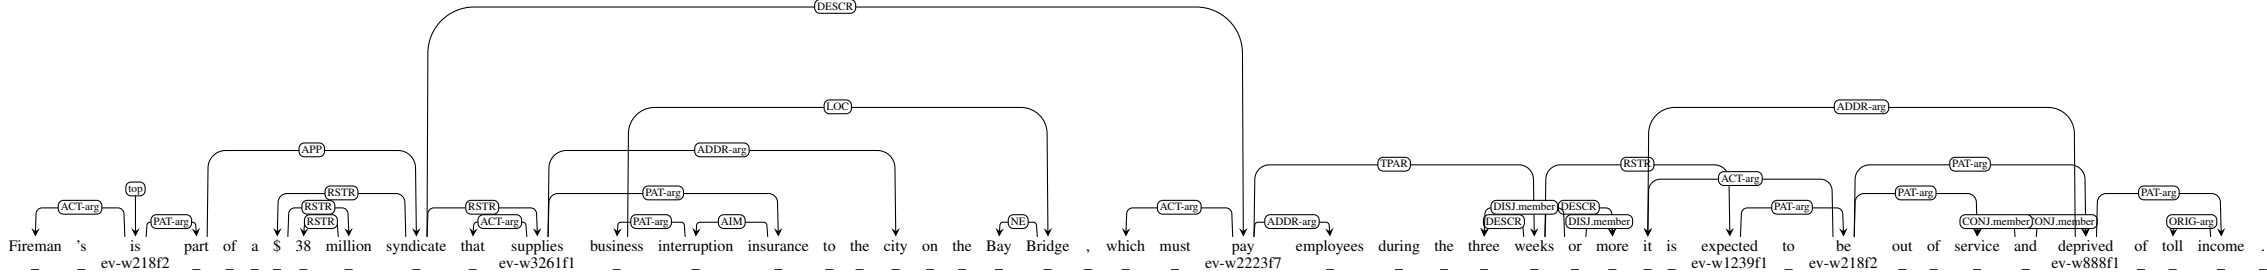 DESCR
LOC
ADDR-arg
APP ADDR-arg
TPAR RSTR PAT-arg
ACT-arg
top RSTR PAT-arg PAT-arg PAT-arg
ACT-arg RSTR RSTR ACT-arg DISJ.member DESCR PAT-arg
PAT-arg RSTR ACT-arg PAT-arg AIM NE ADDR-arg DESCR DISJ.member CONJ.member CONJ.member ORIG-arg
Fireman 's is part of a $ 38 million syndicate that supplies business interruption insurance to the city on the Bay Bridge , which must pay employees during the three weeks or more it is expected to be out of service and deprived of toll income .
ev-w218f2 ev-w3261f1 ev-w2223f7 ev-w1239f1 ev-w218f2 ev-w888f1